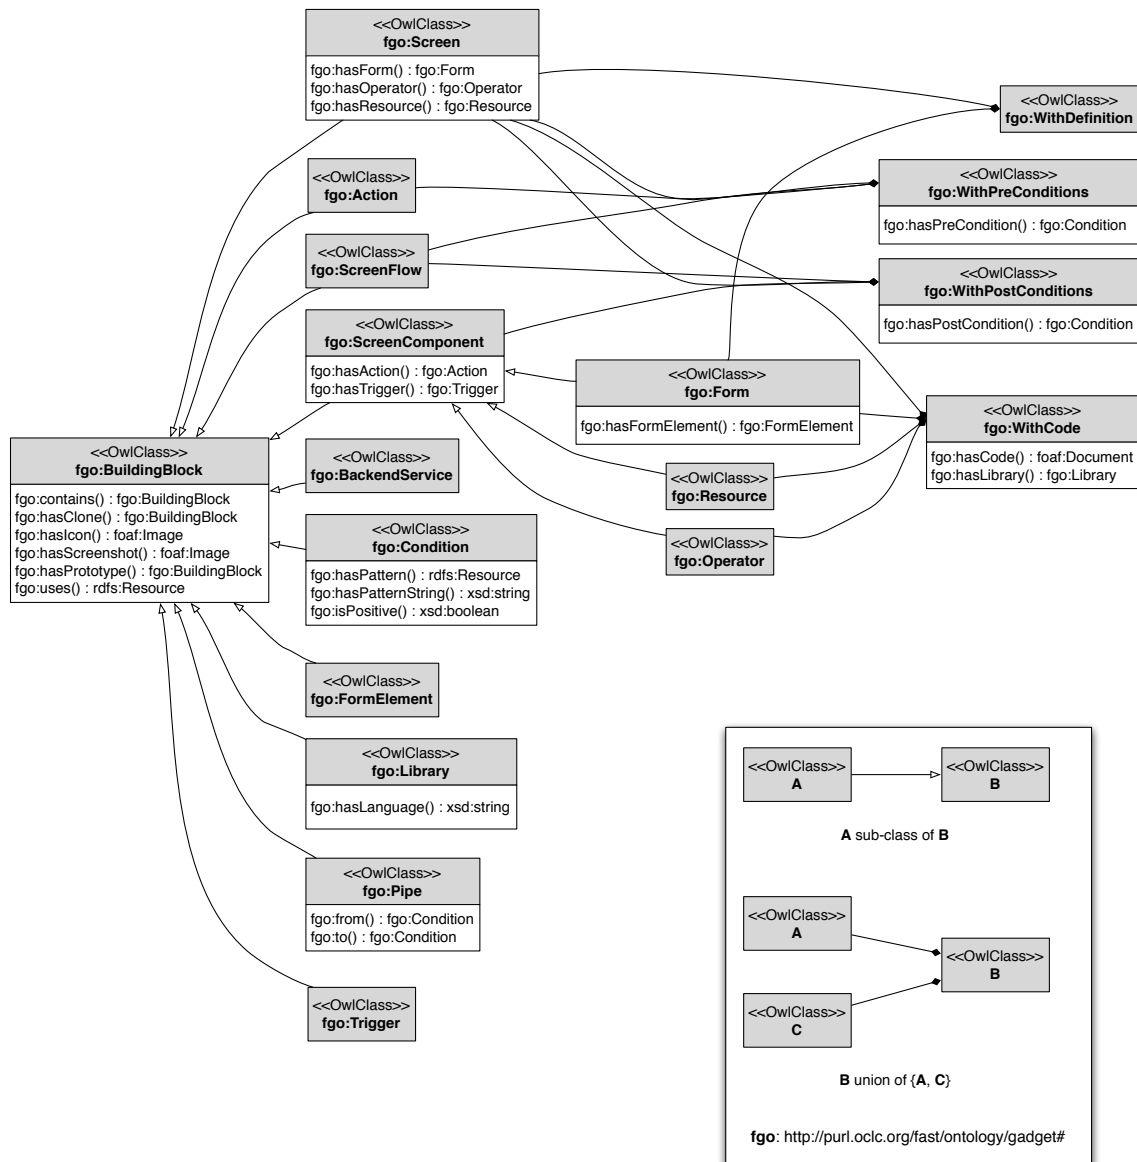 <<OwlClass>>
fgo:Screen
fgo:hasForm() : fgo:Form
fgo:hasOperator() : fgo:Operator
fgo:hasResource() : fgo:Resource
<<OwlClass>>
fgo:WithDefinition
<<OwlClass>>
fgo:Action
<<OwlClass>>
fgo:WithPreConditions
fgo:hasPreCondition() : fgo:Condition
<<OwlClass>>
fgo:ScreenFlow
<<OwlClass>>
fgo:WithPostConditions
fgo:hasPostCondition() : fgo:Condition
<<OwlClass>>
fgo:ScreenComponent
fgo:hasAction() : fgo:Action
fgo:hasTrigger() : fgo:Trigger
<<OwlClass>>
fgo:Form
fgo:hasFormElement() : fgo:FormElement
<<OwlClass>>
fgo:WithCode
fgo:hasCode() : foaf:Document
fgo:hasLibrary() : fgo:Library
<<OwlClass>>
fgo:BuildingBlock
fgo:contains() : fgo:BuildingBlock
fgo:hasClone() : fgo:BuildingBlock
fgo:hasIcon() : foaf:Image
fgo:hasScreenshot() : foaf:Image
fgo:hasPrototype() : fgo:BuildingBlock
fgo:uses() : rdfs:Resource
<<OwlClass>>
fgo:BackendService
<<OwlClass>>
fgo:Resource
<<OwlClass>>
fgo:Operator
<<OwlClass>>
fgo:Condition
fgo:hasPattern() : rdfs:Resource
fgo:hasPatternString() : xsd:string
fgo:isPositive() : xsd:boolean
<<OwlClass>>
fgo:FormElement
<<OwlClass>>
fgo:Library
fgo:hasLanguage() : xsd:string
<<OwlClass>>
fgo:Pipe
fgo:from() : fgo:Condition
fgo:to() : fgo:Condition
<<OwlClass>>
fgo:Trigger
<<OwlClass>>
A
<<OwlClass>>
B
A sub-class of B
<<OwlClass>>
A
<<OwlClass>>
B
<<OwlClass>>
C
B union of {A, C}
fgo: http://purl.oclc.org/fast/ontology/gadget#